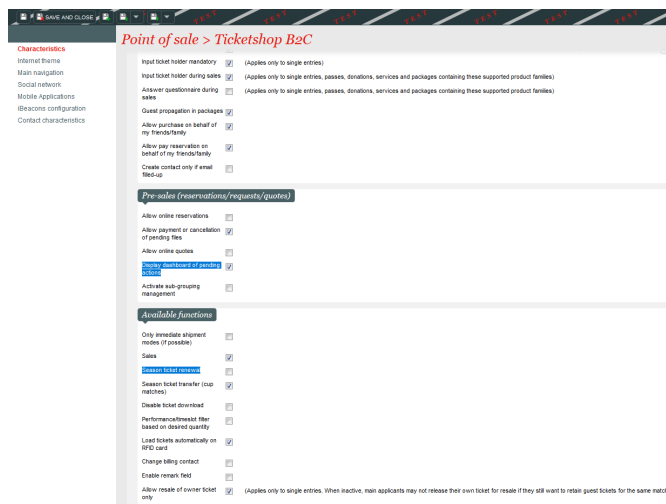 SAVE AND CLOSE
TEST TEST TEST TEST TEST TEST
Point of sale > Ticketshop B2C
Characteristics
Internet theme
Main navigation
Social network
Mobile Applications
iBeacons configuration
Contact characteristics
Input ticket holder mandatory (Applies only to single entries)
Input ticket holder during sales (Applies only to single entries, passes, donations, services and packages containing these supported product families)
Answer questionnaire during (Applies only to single entries, passes, donations, services and packages containing these supported product families)
sales
Guest propagation in packages
Allow purchase on behalf of
my friends/family
Allow pay reservation on
behalf of my friends/family
Create contact only if email
filled-up
Pre-sales (reservations/requests/quotes)
Allow online reservations
Allow payment or cancellation
of pending files
Allow online quotes
Display dashboard of pending
actions
Activate sub-grouping
management
Available functions
Only immediate shipment
modes (if possible)
Sales
Season ticket renewal
Season ticket transfer (cup
matches)
Disable ticket download
Performance/timeslot filter
based on desired quantity
Load tickets automatically on
RFID card
Change billing contact
Enable remark field
Allow resale of owner ticket (Applies only to single entries. When inactive, main applicants may not release their own ticket for resale if they still want to retain guest tickets for the same matc
only